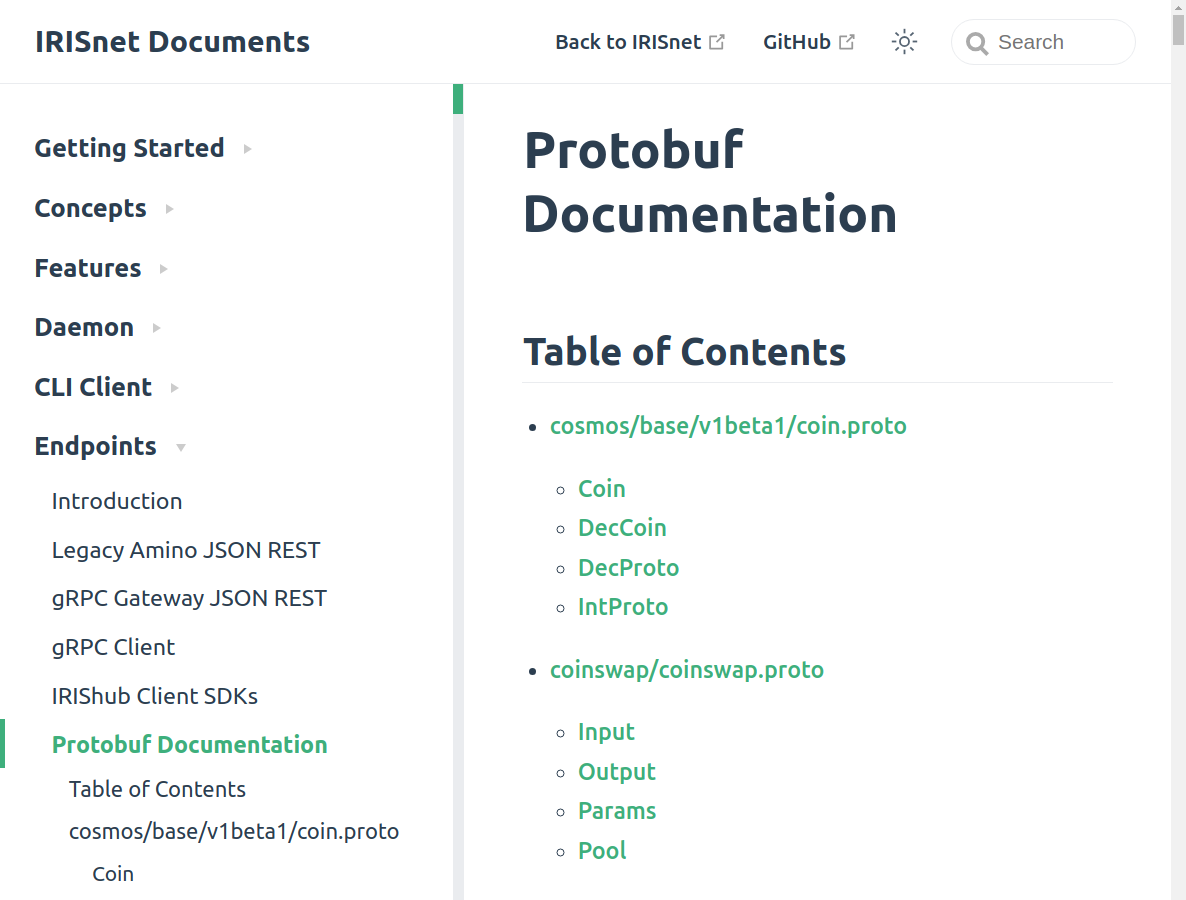 IRISnet Documents
Back to IRISnet
GitHub
Search
Getting Started
Concepts
Features
Daemon
CLI Client
Endpoints
Introduction
Legacy Amino JSON REST
gRPC Gateway JSON REST
gRPC Client
IRIShub Client SDKs
Protobuf Documentation
Table of Contents
cosmos/base/v1beta1/coin.proto
Coin
Protobuf
Documentation
Table of Contents
cosmos/base/v1beta1/coin.proto
Coin
DecCoin
DecProto
IntProto
coinswap/coinswap.proto
Input
Output
Params
Pool